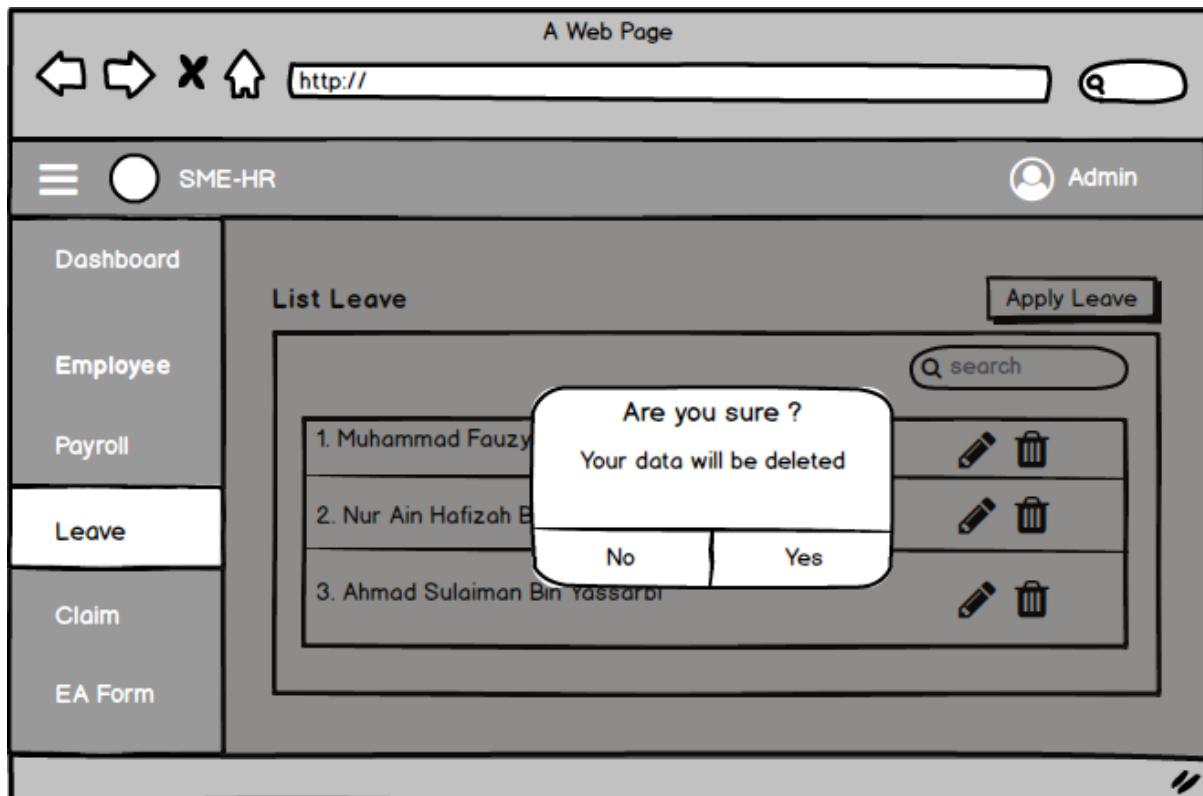 A Web Page
http://
SME-HR
Admin
Dashboard
Employee
Payroll
Leave
Claim
EA Form
List Leave
Apply Leave
search
1. Muhammad Fauzy
2. Nur Ain Hafizah B
3. Ahmad Sulaiman Bin Yassarbi
Are you sure ?
Your data will be deleted
No Yes